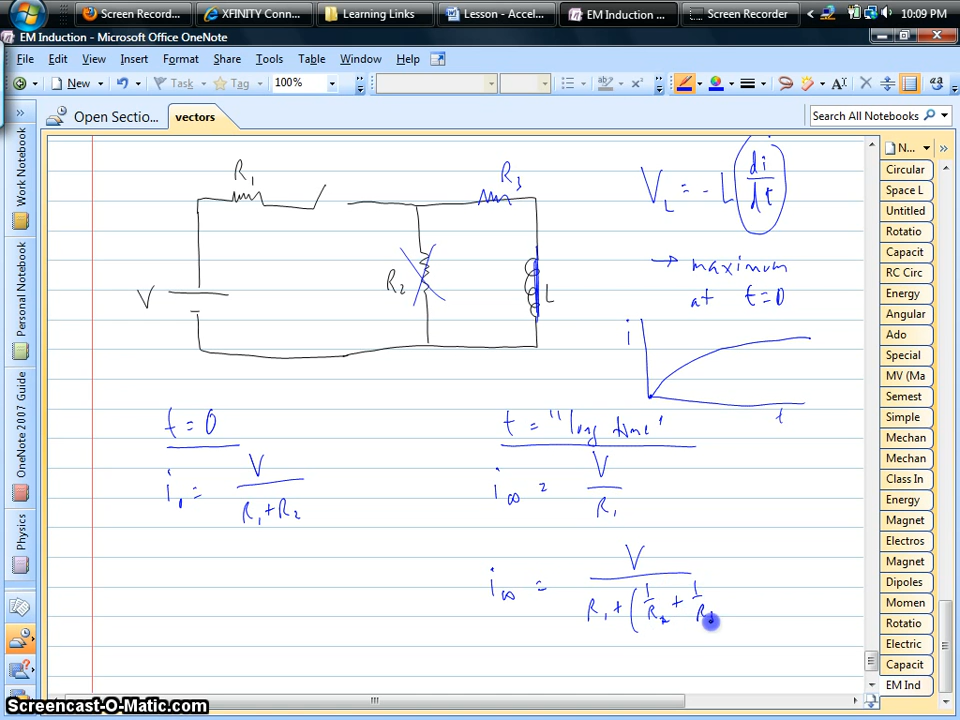 Screen Recor... XFINITY Conn... Learning Links Lesson - Accel... EM Induction ... Screen Recorder 10:09 PM
EM Induction - Microsoft Office OneNote
File Edit View Insert Format Share Tools Table Window Help
New Task Tag 100%
Open Sectio... vectors Search All Notebooks
Work Notebook
Personal Notebook
OneNote 2007 Guide
Physics
N...
Circular
Space L
Untitled
Rotatio
Capacit
RC Circ
Energy
Angular
Ado
Special
MV (Ma
Semest
Simple
Mechan
Mechan
Class In
Energy
Magnet
Electros
Magnet
Dipoles
Momen
Rotatio
Electric
Capacit
EM Ind
R₁ R₃
V R₂ L
V_L = - L di/dt
→ maximum
at t=0
i
t
t = 0
i₁ = V/(R₁+R₂)
t = "long time"
i∞ = V/R₁
i∞ = V/(R₁ + (1/R₂ + 1/R₃
Screencast-O-Matic.com